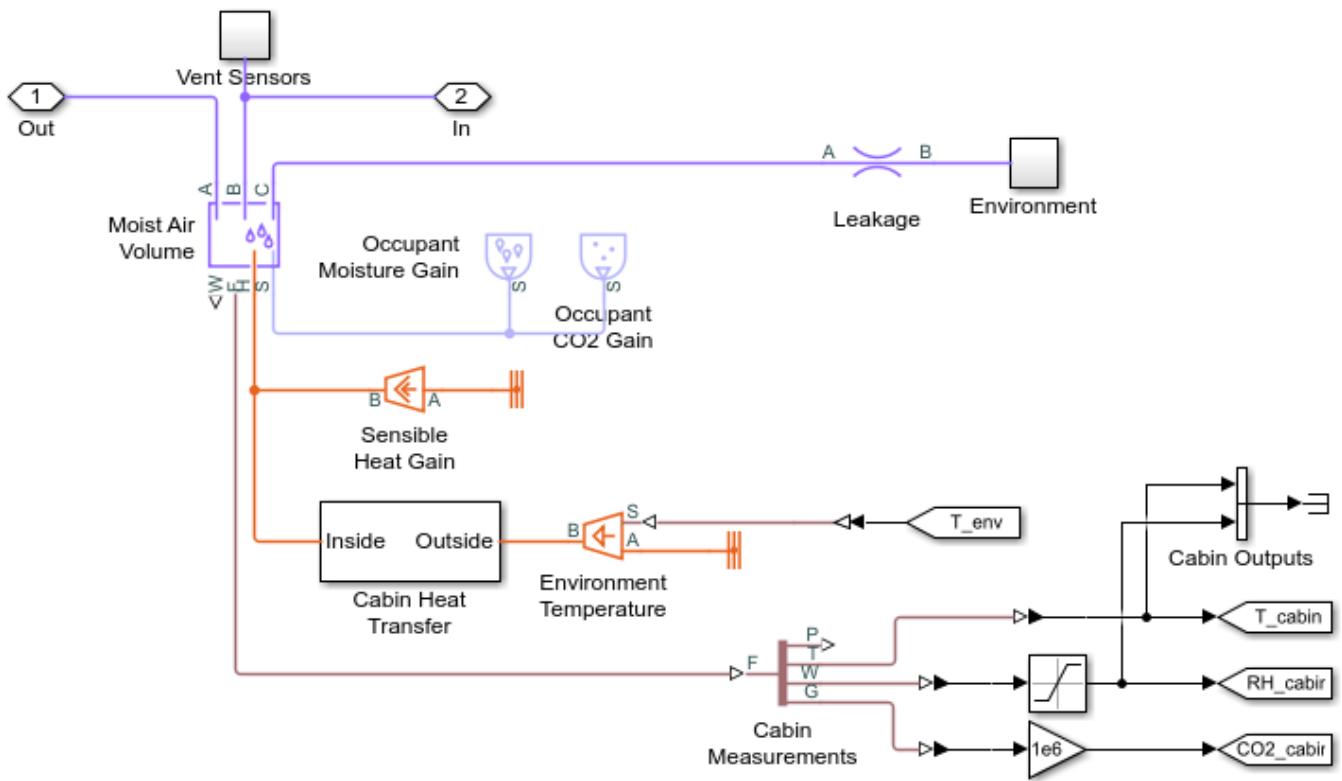 Vent Sensors
1
Out
2
In
A
B
C
A
B
Moist Air
Volume
Leakage
Environment
Occupant
Moisture Gain
S
S
Occupant
CO2 Gain
W
F
H
S
B
A
Sensible
Heat Gain
Inside
Outside
Cabin Heat
Transfer
B
S
A
Environment
Temperature
T_env
Cabin Outputs
F
P
T
W
G
Cabin
Measurements
T_cabin
RH_cabir
1e6
CO2_cabir